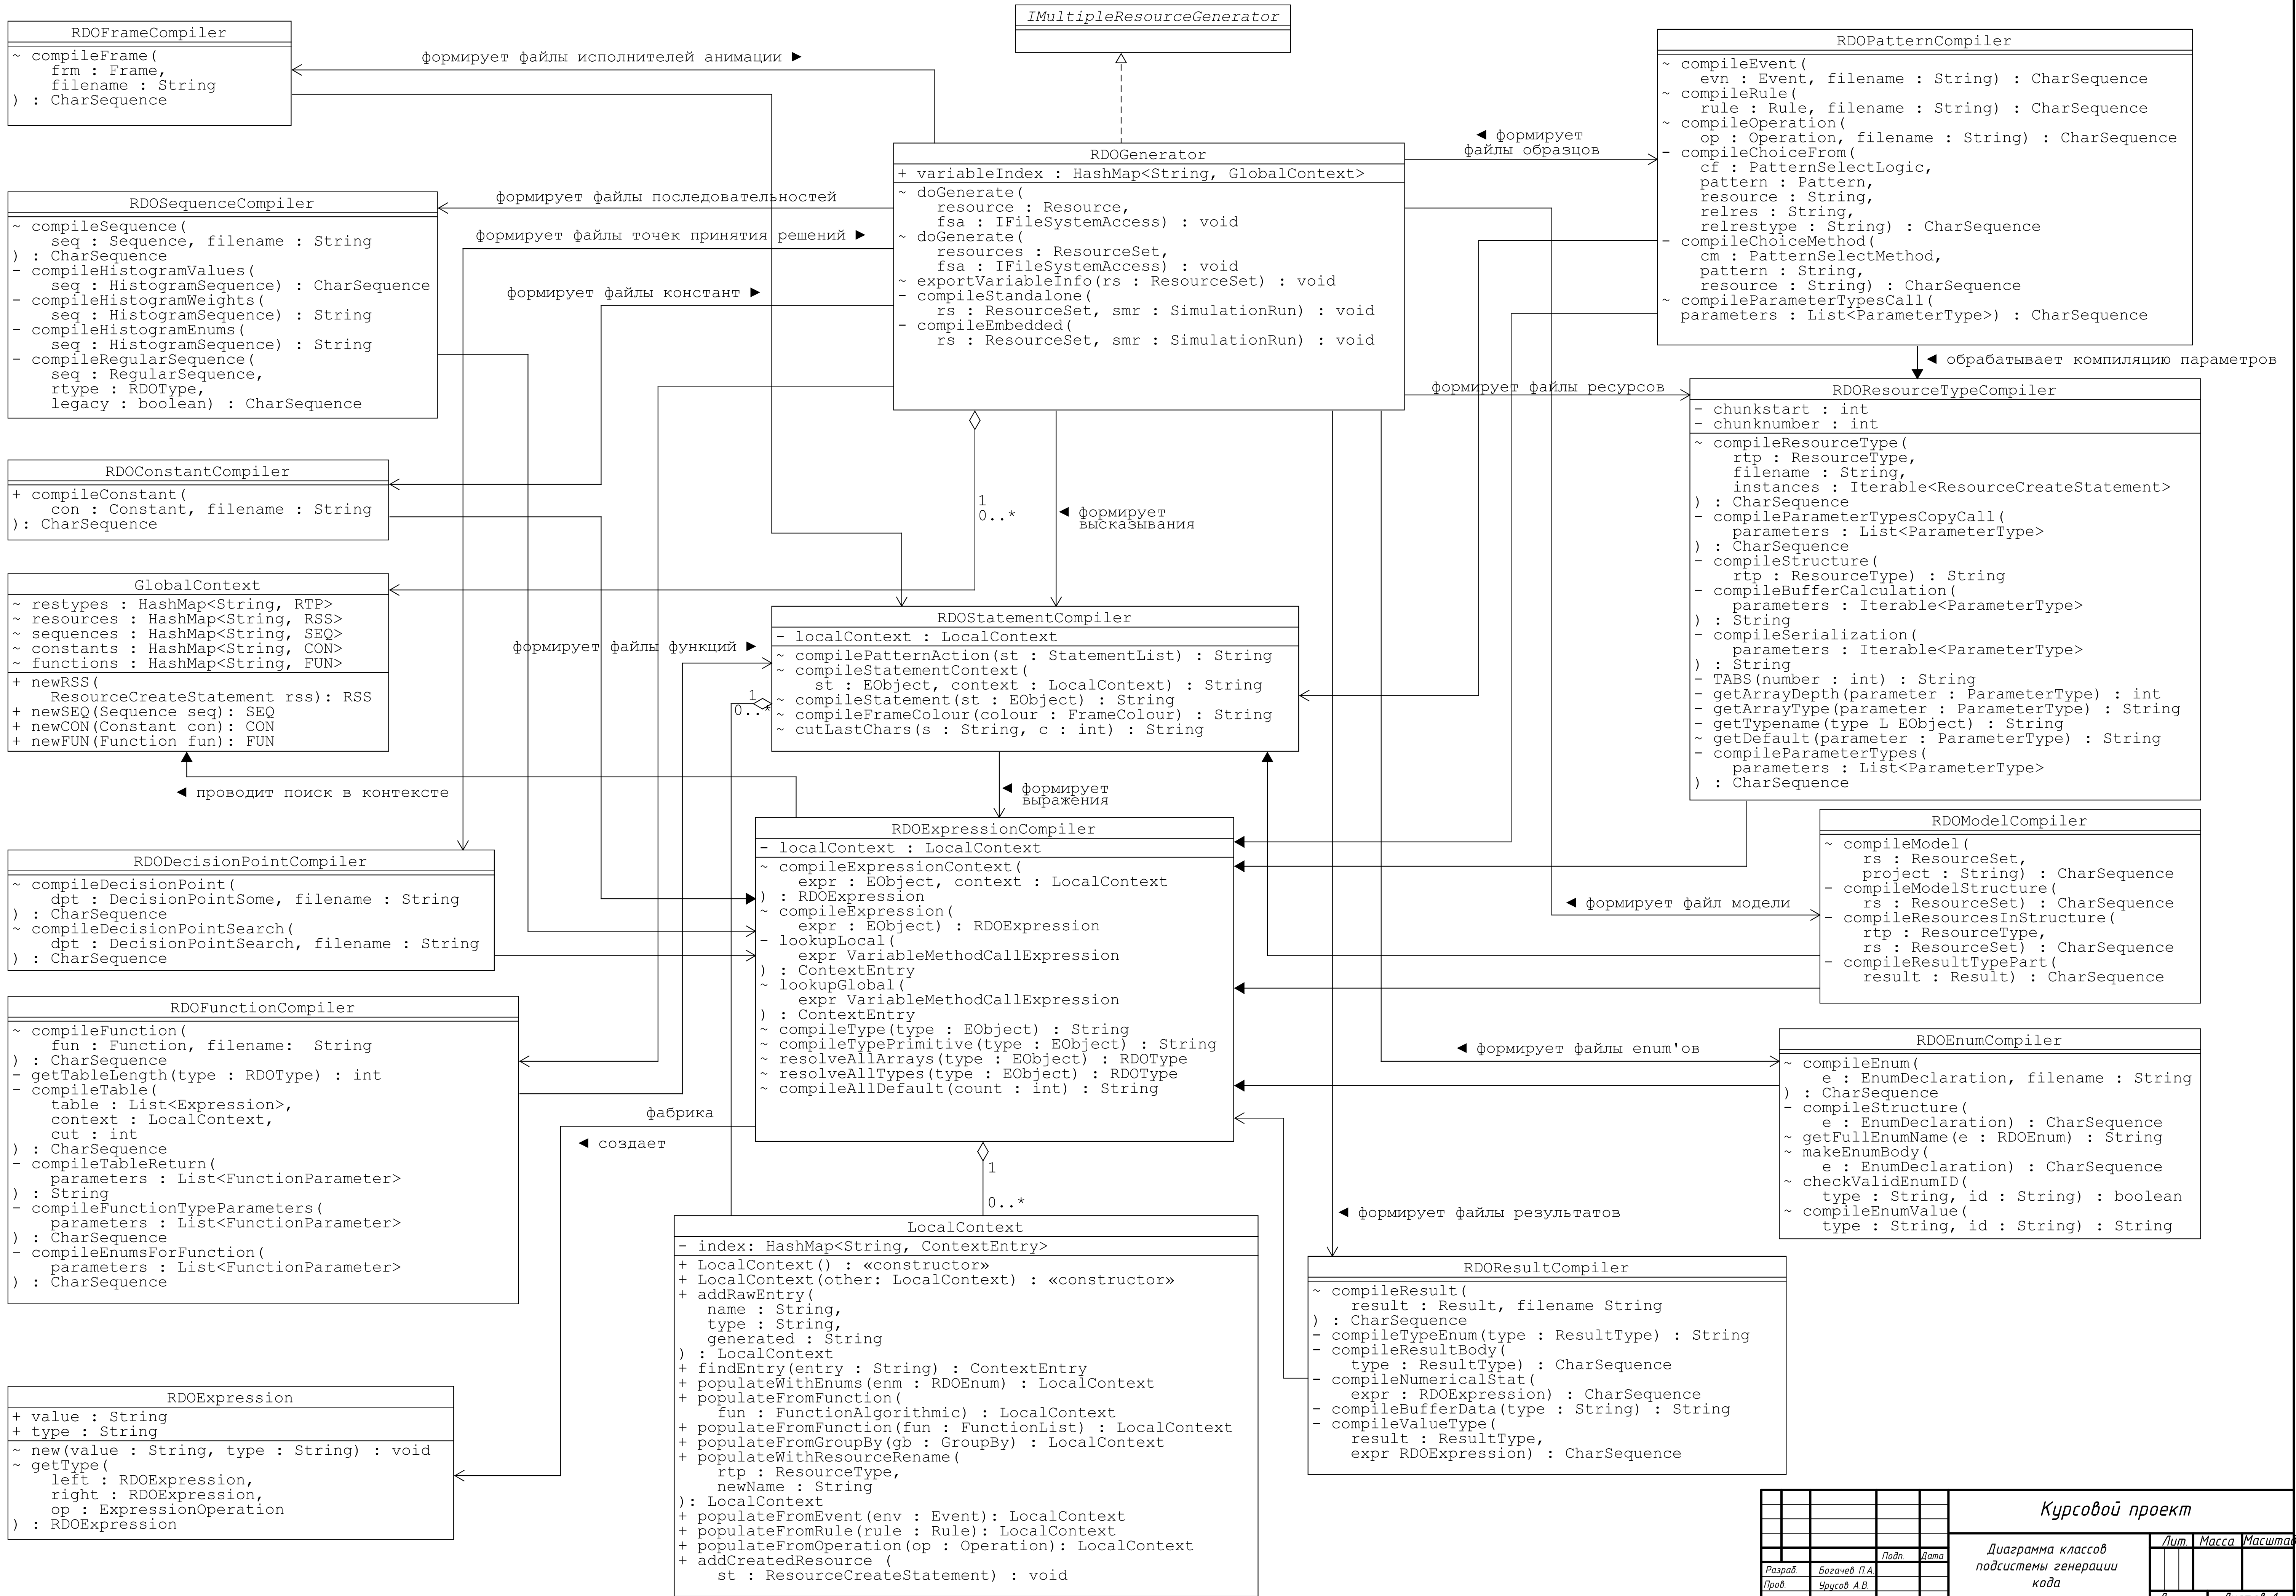 IMultipleResourceGenerator
RDOFrameCompiler
~ compileFrame(
frm : Frame,
filename : String
) : CharSequence
формирует файлы исполнителей анимации ►
RDOPatternCompiler
~ compileEvent(
evn : Event, filename : String) : CharSequence
~ compileRule(
rule : Rule, filename : String) : CharSequence
~ compileOperation(
op : Operation, filename : String) : CharSequence
- compileChoiceFrom(
cf : PatternSelectLogic,
pattern : Pattern,
resource : String,
relres : String,
relrestype : String) : CharSequence
- compileChoiceMethod(
cm : PatternSelectMethod,
pattern : String,
resource : String) : CharSequence
~ compileParameterTypesCall(
parameters : List<ParameterType>) : CharSequence
◄ формирует
файлы образцов
RDOGenerator
+ variableIndex : HashMap<String, GlobalContext>
~ doGenerate(
resource : Resource,
fsa : IFileSystemAccess) : void
~ doGenerate(
resources : ResourceSet,
fsa : IFileSystemAccess) : void
~ exportVariableInfo(rs : ResourceSet) : void
- compileStandalone(
rs : ResourceSet, smr : SimulationRun) : void
- compileEmbedded(
rs : ResourceSet, smr : SimulationRun) : void
RDOSequenceCompiler
~ compileSequence(
seq : Sequence, filename : String
) : CharSequence
- compileHistogramValues(
seq : HistogramSequence) : CharSequence
- compileHistogramWeights(
seq : HistogramSequence) : String
- compileHistogramEnums(
seq : HistogramSequence) : String
- compileRegularSequence(
seq : RegularSequence,
rtype : RDOType,
legacy : boolean) : CharSequence
формирует файлы последовательностей
формирует файлы точек принятия решений ►
формирует файлы констант ►
◄ обрабатывает компиляцию параметров
формирует файлы ресурсов
RDOResourceTypeCompiler
- chunkstart : int
- chunknumber : int
~ compileResourceType(
rtp : ResourceType,
filename : String,
instances : Iterable<ResourceCreateStatement>
) : CharSequence
- compileParameterTypesCopyCall(
parameters : List<ParameterType>
) : CharSequence
- compileStructure(
rtp : ResourceType) : String
- compileBufferCalculation(
parameters : Iterable<ParameterType>
) : String
- compileSerialization(
parameters : Iterable<ParameterType>
) : String
- TABS(number : int) : String
- getArrayDepth(parameter : ParameterType) : int
- getArrayType(parameter : ParameterType) : String
- getTypename(type L EObject) : String
~ getDefault(parameter : ParameterType) : String
- compileParameterTypes(
parameters : List<ParameterType>
) : CharSequence
RDOConstantCompiler
+ compileConstant(
con : Constant, filename : String
): CharSequence
1
0..*
◄ формирует
высказывания
GlobalContext
~ restypes : HashMap<String, RTP>
~ resources : HashMap<String, RSS>
~ sequences : HashMap<String, SEQ>
~ constants : HashMap<String, CON>
~ functions : HashMap<String, FUN>
+ newRSS(
ResourceCreateStatement rss): RSS
+ newSEQ(Sequence seq): SEQ
+ newCON(Constant con): CON
+ newFUN(Function fun): FUN
формирует файлы функций ►
1
0..*
RDOStatementCompiler
- localContext : LocalContext
~ compilePatternAction(st : StatementList) : String
~ compileStatementContext(
st : EObject, context : LocalContext) : String
~ compileStatement(st : EObject) : String
~ compileFrameColour(colour : FrameColour) : String
~ cutLastChars(s : String, c : int) : String
◄ проводит поиск в контексте
◄ формирует
выражения
RDOExpressionCompiler
- localContext : LocalContext
~ compileExpressionContext(
expr : EObject, context : LocalContext
) : RDOExpression
~ compileExpression(
expr : EObject) : RDOExpression
- lookupLocal(
expr VariableMethodCallExpression
) : ContextEntry
~ lookupGlobal(
expr VariableMethodCallExpression
) : ContextEntry
~ compileType(type : EObject) : String
~ compileTypePrimitive(type : EObject) : String
~ resolveAllArrays(type : EObject) : RDOType
~ resolveAllTypes(type : EObject) : RDOType
~ compileAllDefault(count : int) : String
RDOModelCompiler
~ compileModel(
rs : ResourceSet,
project : String) : CharSequence
- compileModelStructure(
rs : ResourceSet) : CharSequence
- compileResourcesInStructure(
rtp : ResourceType,
rs : ResourceSet) : CharSequence
- compileResultTypePart(
result : Result) : CharSequence
◄ формирует файл модели
RDODecisionPointCompiler
~ compileDecisionPoint(
dpt : DecisionPointSome, filename : String
) : CharSequence
~ compileDecisionPointSearch(
dpt : DecisionPointSearch, filename : String
) : CharSequence
RDOFunctionCompiler
~ compileFunction(
fun : Function, filename: String
) : CharSequence
- getTableLength(type : RDOType) : int
- compileTable(
table : List<Expression>,
context : LocalContext,
cut : int
) : CharSequence
- compileTableReturn(
parameters : List<FunctionParameter>
) : String
- compileFunctionTypeParameters(
parameters : List<FunctionParameter>
) : CharSequence
- compileEnumsForFunction(
parameters : List<FunctionParameter>
) : CharSequence
◄ формирует файлы enum'ов
RDOEnumCompiler
~ compileEnum(
e : EnumDeclaration, filename : String
) : CharSequence
- compileStructure(
e : EnumDeclaration) : CharSequence
~ getFullEnumName(e : RDOEnum) : String
~ makeEnumBody(
e : EnumDeclaration) : CharSequence
~ checkValidEnumID(
type : String, id : String) : boolean
~ compileEnumValue(
type : String, id : String) : String
фабрика
◄ создает
1
0..*
◄ формирует файлы результатов
LocalContext
- index: HashMap<String, ContextEntry>
+ LocalContext() : «constructor»
+ LocalContext(other: LocalContext) : «constructor»
+ addRawEntry(
name : String,
type : String,
generated : String
) : LocalContext
+ findEntry(entry : String) : ContextEntry
+ populateWithEnums(enm : RDOEnum) : LocalContext
+ populateFromFunction(
fun : FunctionAlgorithmic) : LocalContext
+ populateFromFunction(fun : FunctionList) : LocalContext
+ populateFromGroupBy(gb : GroupBy) : LocalContext
+ populateWithResourceRename(
rtp : ResourceType,
newName : String
): LocalContext
+ populateFromEvent(env : Event): LocalContext
+ populateFromRule(rule : Rule): LocalContext
+ populateFromOperation(op : Operation): LocalContext
+ addCreatedResource (
st : ResourceCreateStatement) : void
RDOResultCompiler
~ compileResult(
result : Result, filename String
) : CharSequence
- compileTypeEnum(type : ResultType) : String
- compileResultBody(
type : ResultType) : CharSequence
- compileNumericalStat(
expr : RDOExpression) : CharSequence
- compileBufferData(type : String) : String
- compileValueType(
result : ResultType,
expr RDOExpression) : CharSequence
RDOExpression
+ value : String
+ type : String
~ new(value : String, type : String) : void
~ getType(
left : RDOExpression,
right : RDOExpression,
op : ExpressionOperation
) : RDOExpression
Курсовой проект
Подп. Дата
Разраб. Богачев П.А.
Пров. Урусов А.В.
Диаграмма классов
подсистемы генерации
кода
Лит. Масса Масштаб